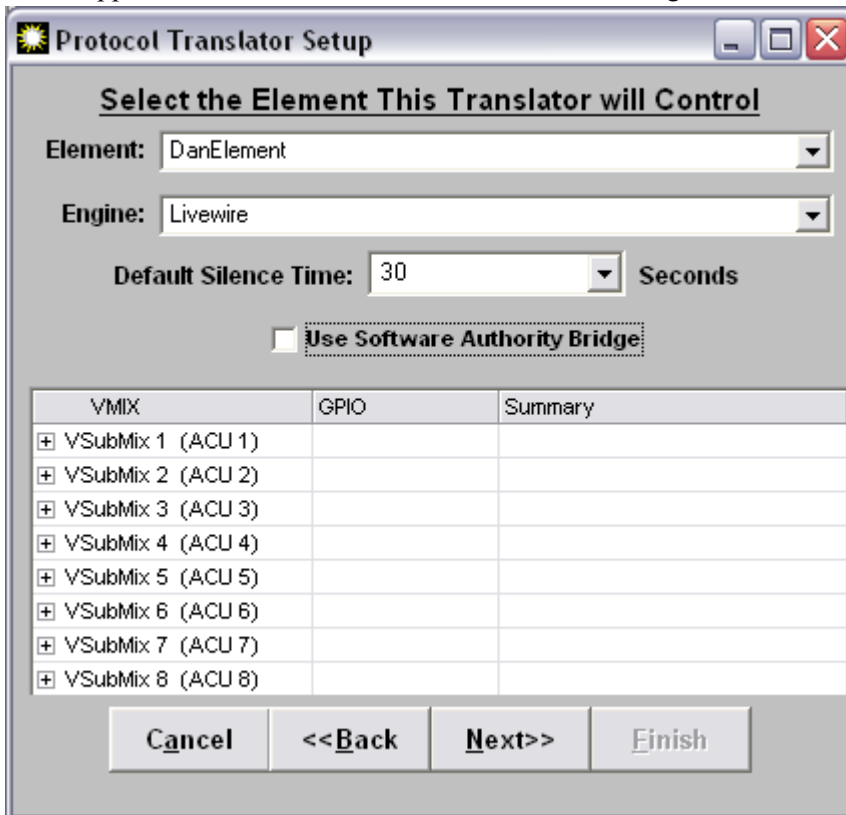 Protocol Translator Setup
Select the Element This Translator will Control
Element: DanElement
Engine: Livewire
Default Silence Time: 30 Seconds
Use Software Authority Bridge
VMIX GPIO Summary
VSubMix 1 (ACU 1)
VSubMix 2 (ACU 2)
VSubMix 3 (ACU 3)
VSubMix 4 (ACU 4)
VSubMix 5 (ACU 5)
VSubMix 6 (ACU 6)
VSubMix 7 (ACU 7)
VSubMix 8 (ACU 8)
Cancel <<Back Next>> Finish